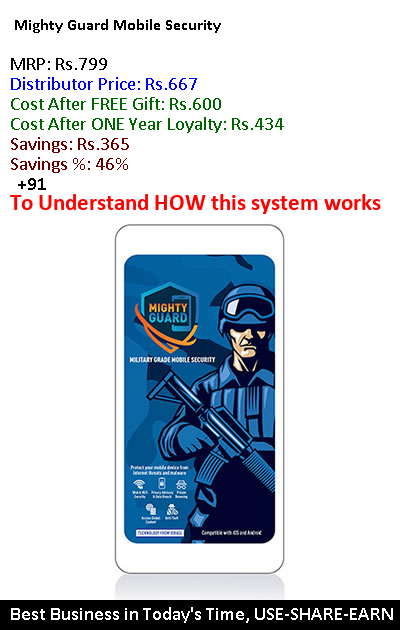 Mighty Guard Mobile Security
MRP: Rs.799
Distributor Price: Rs.667
Cost After FREE Gift: Rs.600
Cost After ONE Year Loyalty: Rs.434
Savings: Rs.365
Savings %: 46%
+91
To Understand HOW this system works
MIGHTY
GUARD
MILITARY GRADE MOBILE SECURITY
Protect your mobile device from
internet threats and malware
Web & Wifi
Security
Privacy Advisory
& Data Breach
Private
Browsing
Access Global
Content
Anti-Theft
TECHNOLOGY FROM ISRAEL
Compatible with iOS and Android
Best Business in Today's Time, USE-SHARE-EARN